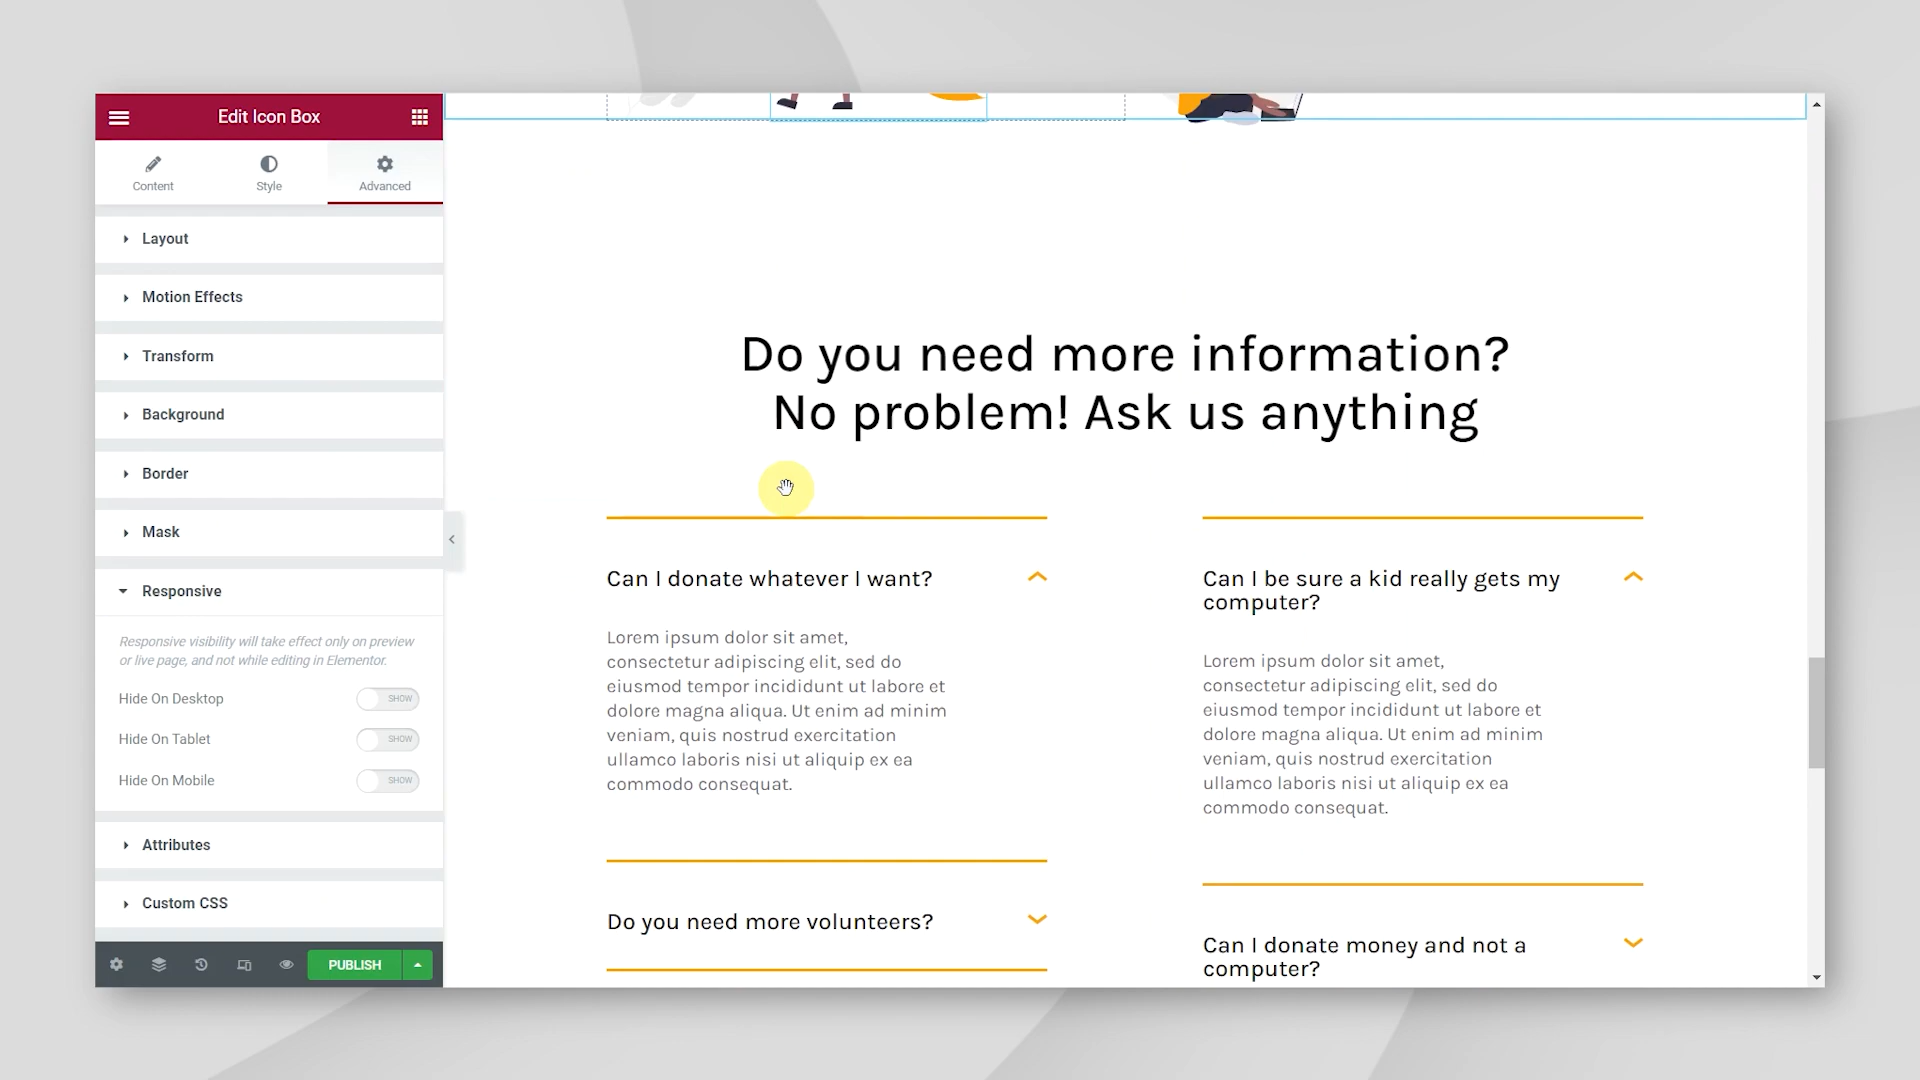 Edit Icon Box
Content
Style
Advanced
Layout
Motion Effects
Transform
Background
Border
Mask
Responsive
Responsive visibility will take effect only on preview
or live page, and not while editing in Elementor.
Hide On Desktop
SHOW
Hide On Tablet
SHOW
Hide On Mobile
SHOW
Attributes
Custom CSS
PUBLISH
Do you need more information?
No problem! Ask us anything
Can I donate whatever I want?
Lorem ipsum dolor sit amet,
consectetur adipiscing elit, sed do
eiusmod tempor incididunt ut labore et
dolore magna aliqua. Ut enim ad minim
veniam, quis nostrud exercitation
ullamco laboris nisi ut aliquip ex ea
commodo consequat.
Do you need more volunteers?
Can I be sure a kid really gets my
computer?
Lorem ipsum dolor sit amet,
consectetur adipiscing elit, sed do
eiusmod tempor incididunt ut labore et
dolore magna aliqua. Ut enim ad minim
veniam, quis nostrud exercitation
ullamco laboris nisi ut aliquip ex ea
commodo consequat.
Can I donate money and not a
computer?